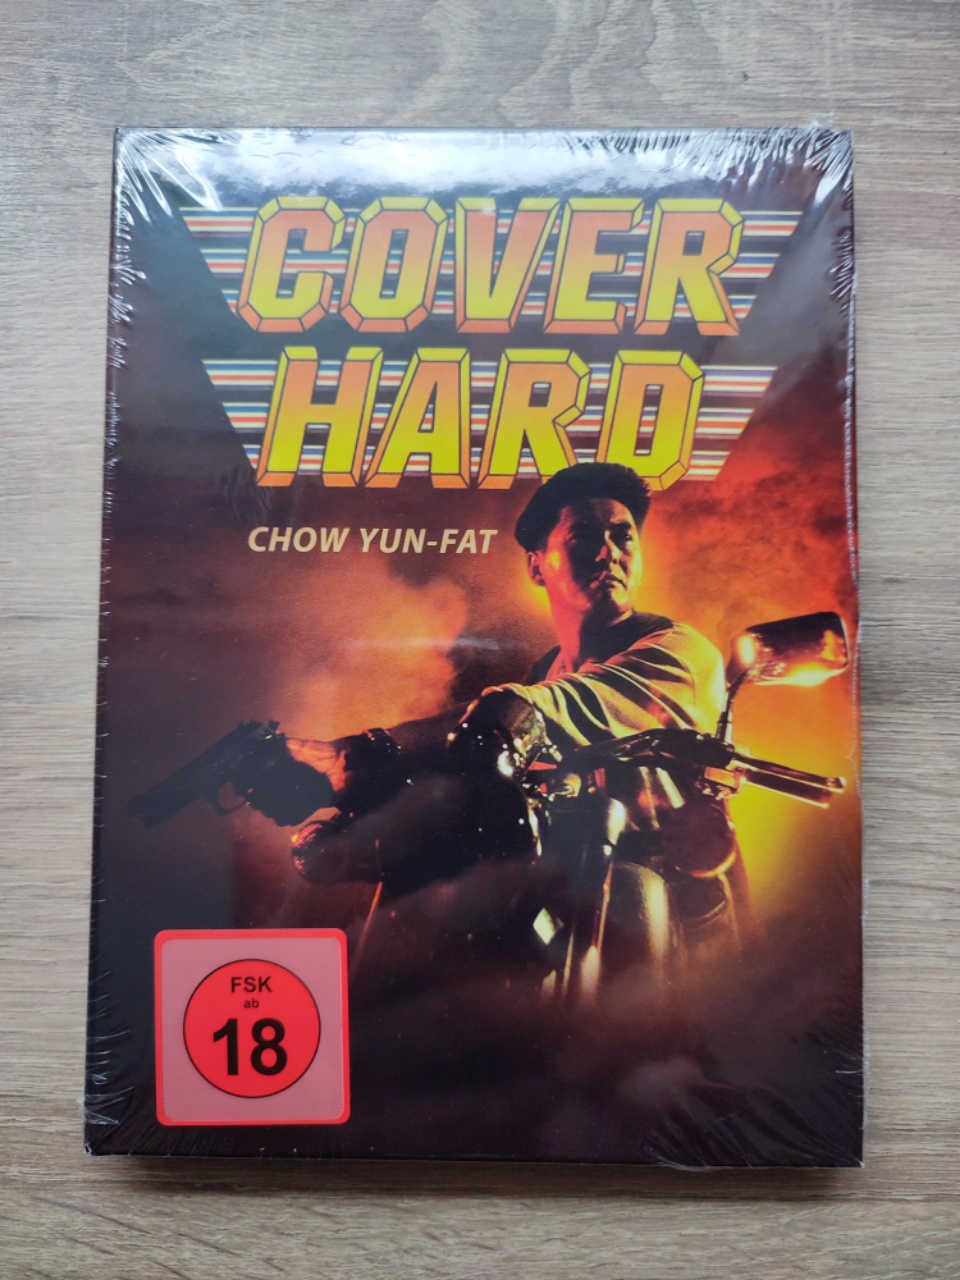 COVER
HARD
CHOW YUN-FAT
FSK
ab
18